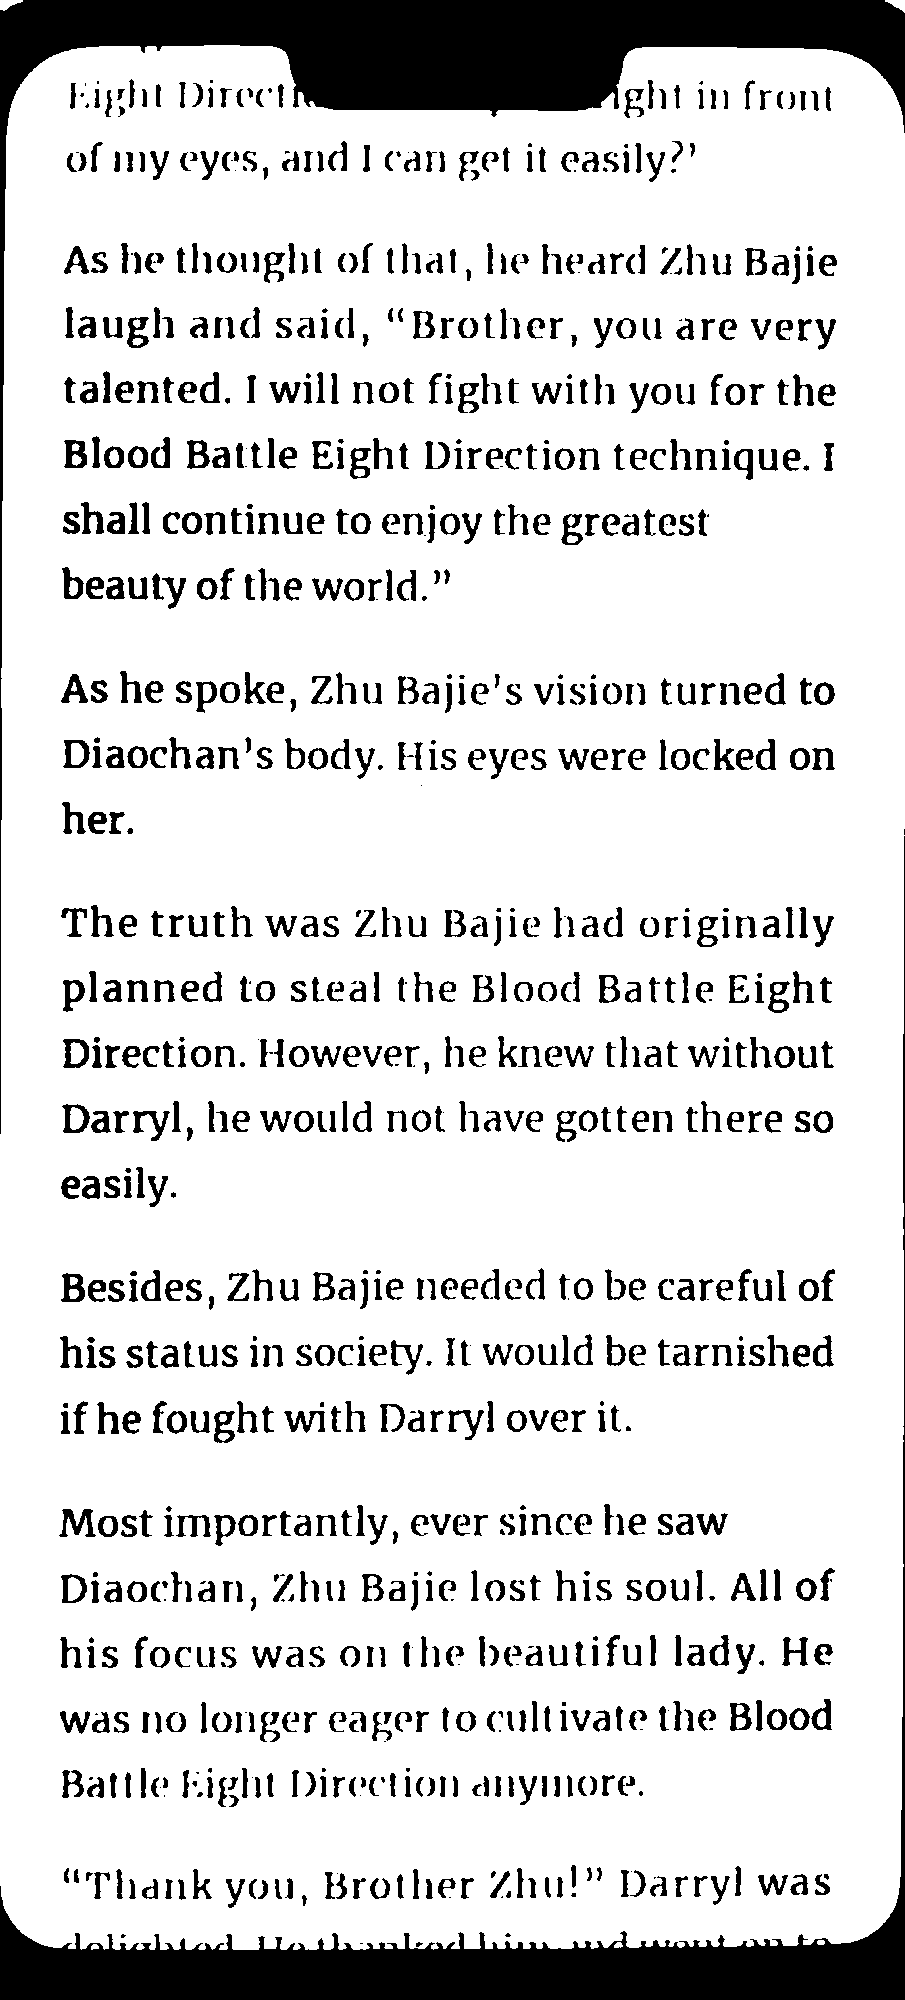 Eight in front
of my eyes, and I can get it easily?'
As he thought of that, he heard Zhu Bajie
laugh and said, "Brother, you are very
talented. I will not fight with you for the
Blood Battle Eight Direction technique. I
shall continue to enjoy the greatest
beauty of the world."
As he spoke, Zhu Bajie's vision turned to
Diaochan's body. His eyes were locked on
her.
The truth was Zhu Bajie had originally
planned to steal the Blood Battle Eight
Direction. However, he knew that without
Darryl, he would not have gotten there so
easily.
Besides, Zhu Bajie needed to be careful of
his status in society. It would be tarnished
if he fought with Darryl over it.
Most importantly, ever since he saw
Diaochan, Zhu Bajie lost his soul. All of
his focus was on the beautiful lady. He
was no longer eager to cultivate the Blood
Battle Eight Direction anymore.
"Thank you, Brother Zhu!" Darryl was
delighted. He thanked him and went on to